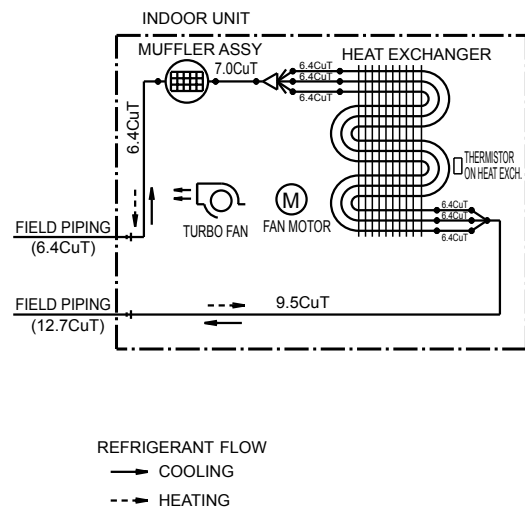 INDOOR UNIT
MUFFLER ASSY
HEAT EXCHANGER
7.0CuT
6.4CuT
6.4CuT
6.4CuT
6.4CuT
THERMISTOR
ON HEAT EXCH.
M
TURBO FAN
FAN MOTOR
6.4CuT
6.4CuT
6.4CuT
FIELD PIPING
(6.4CuT)
FIELD PIPING
(12.7CuT)
9.5CuT
REFRIGERANT FLOW
COOLING
HEATING